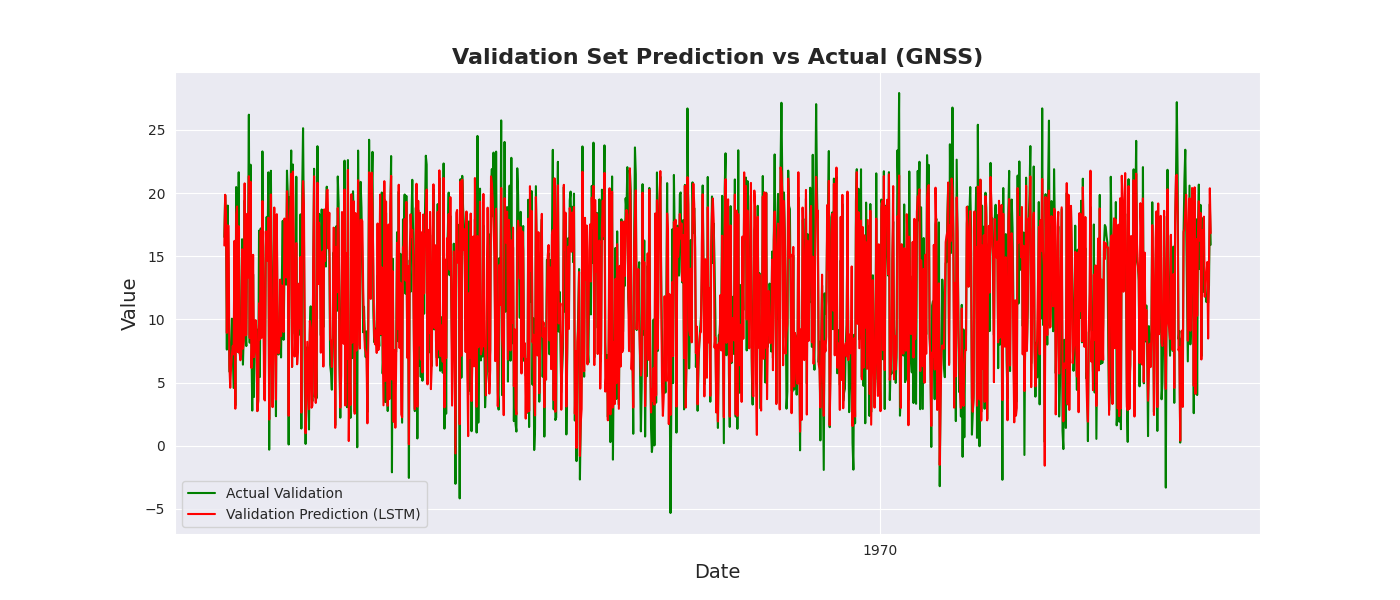 Validation Set Prediction vs Actual (GNSS)
Value
25
20
15
10
5
0
−5
Actual Validation
Validation Prediction (LSTM)
1970
Date